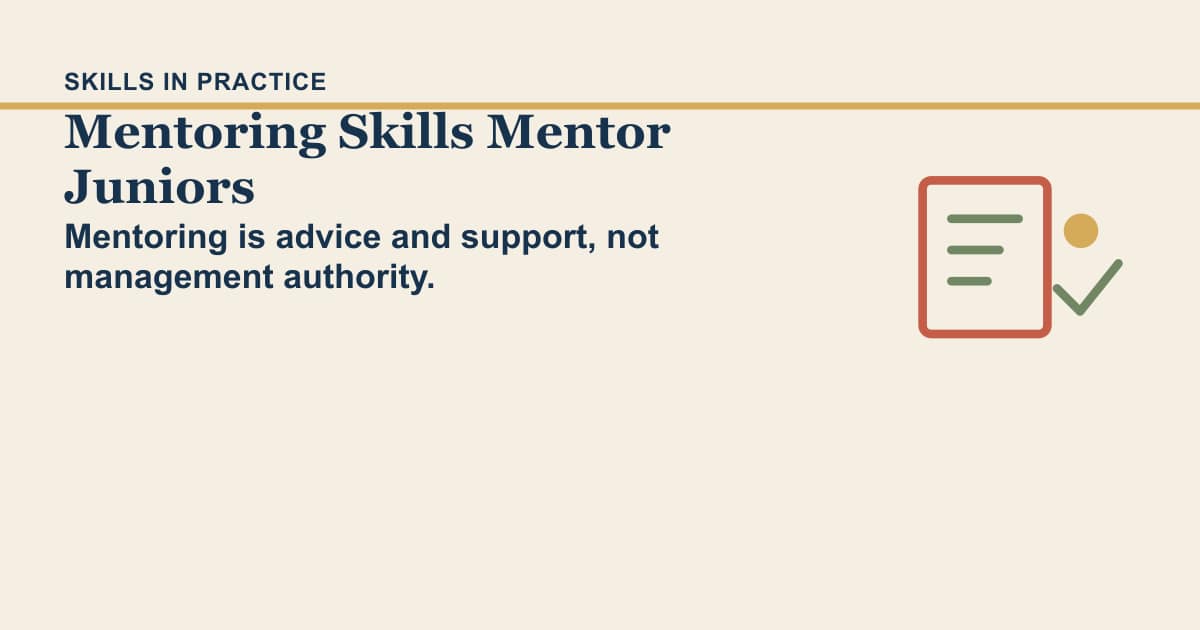 SKILLS IN PRACTICE
Mentoring Skills Mentor
Juniors
Mentoring is advice and support, not
management authority.